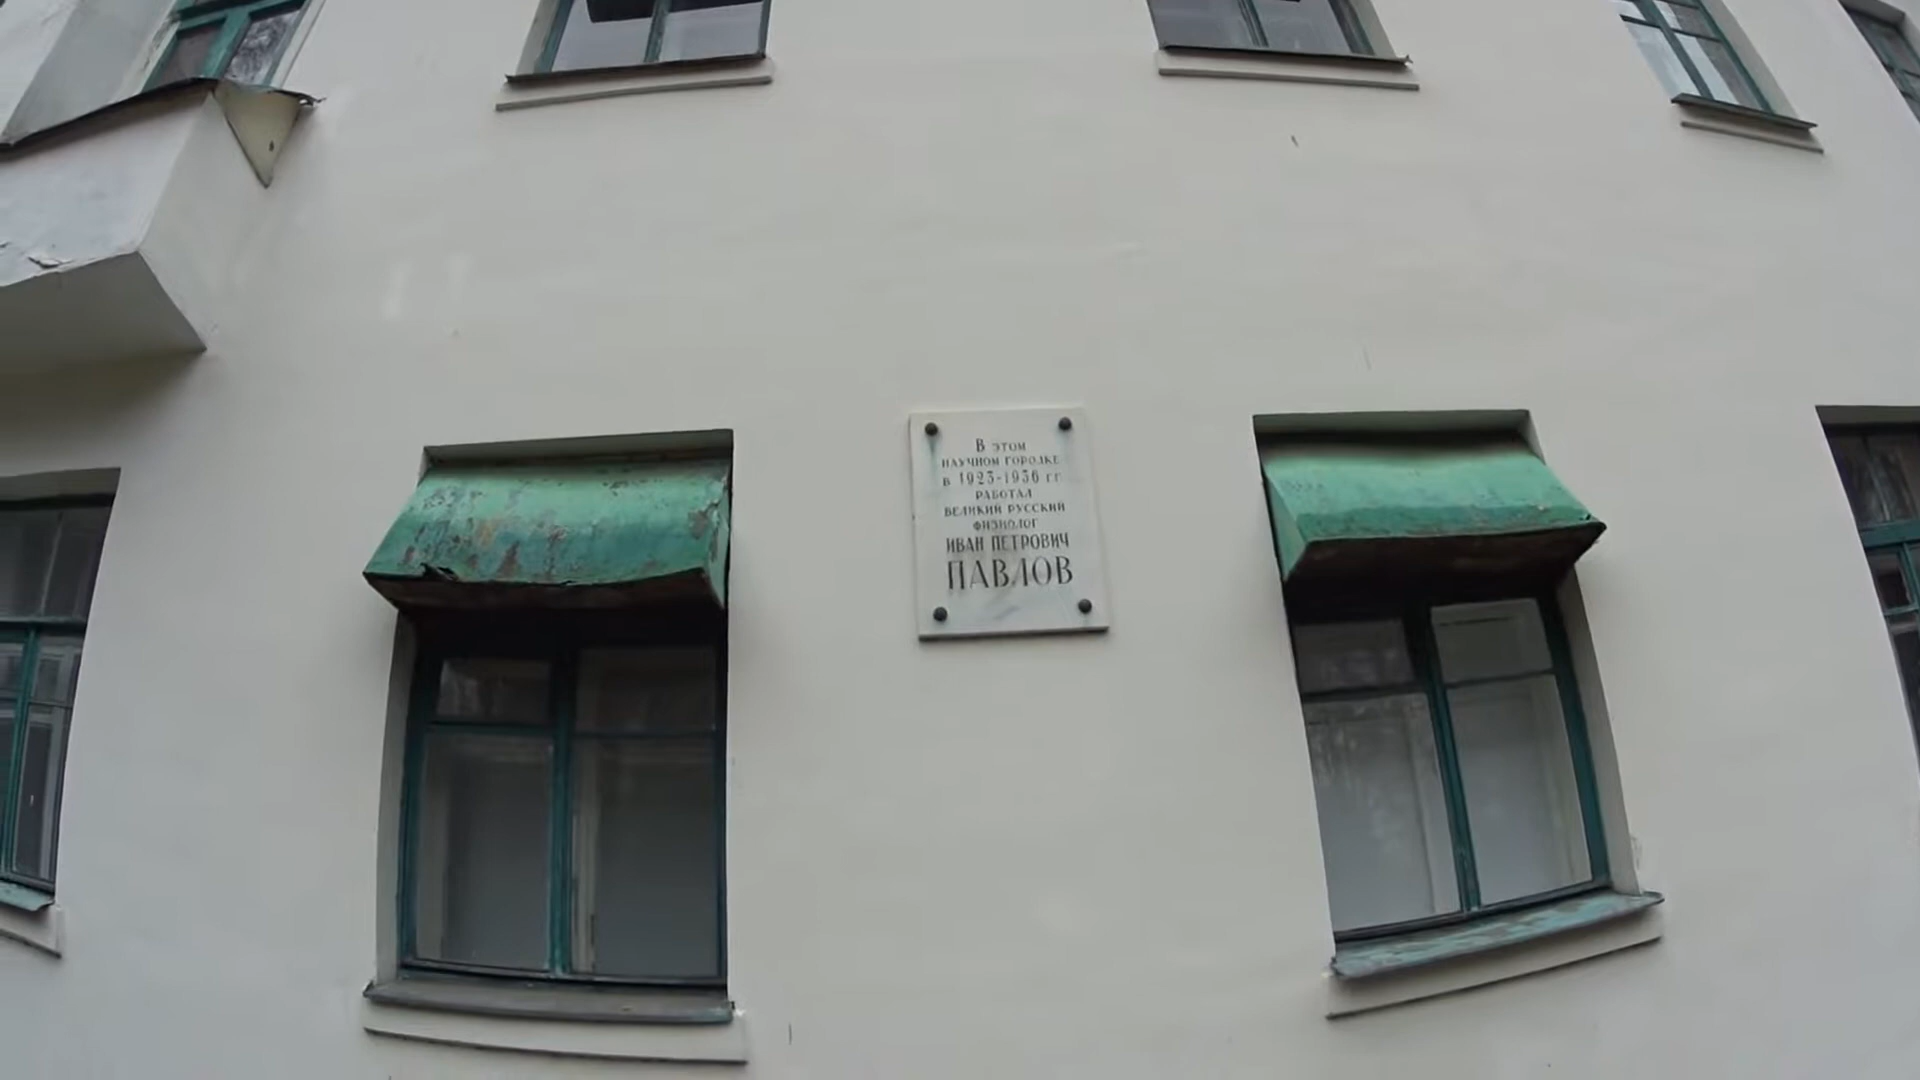 В ЭТОМ
НАУЧНОМ ГОРОДКЕ
В 1923-1936 ГГ
РАБОТАЛ
ВЕЛИКИЙ РУССКИЙ
ФИЗИОЛОГ
ИВАН ПЕТРОВИЧ
ПАВЛОВ